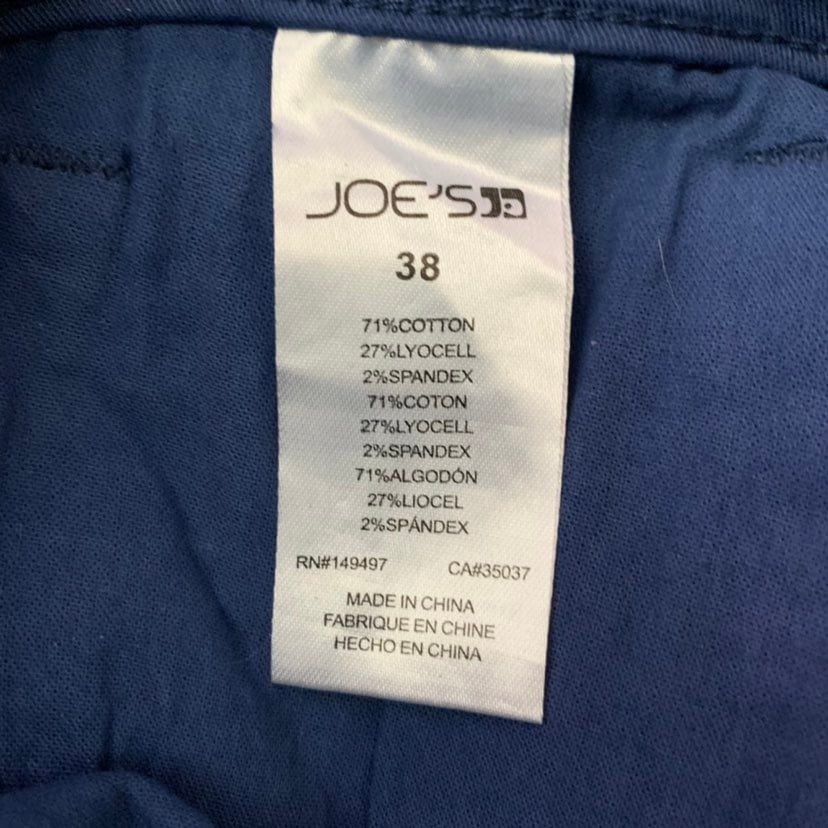 JOE'S
38
71%COTTON
27%LYOCELL
2%SPANDEX
71%COTON
27%LYOCELL
2%SPANDEX
71%ALGODÓN
27%LIOCEL
2%SPÁNDEX
RN#149497 CA#35037
MADE IN CHINA
FABRIQUE EN CHINE
HECHO EN CHINA